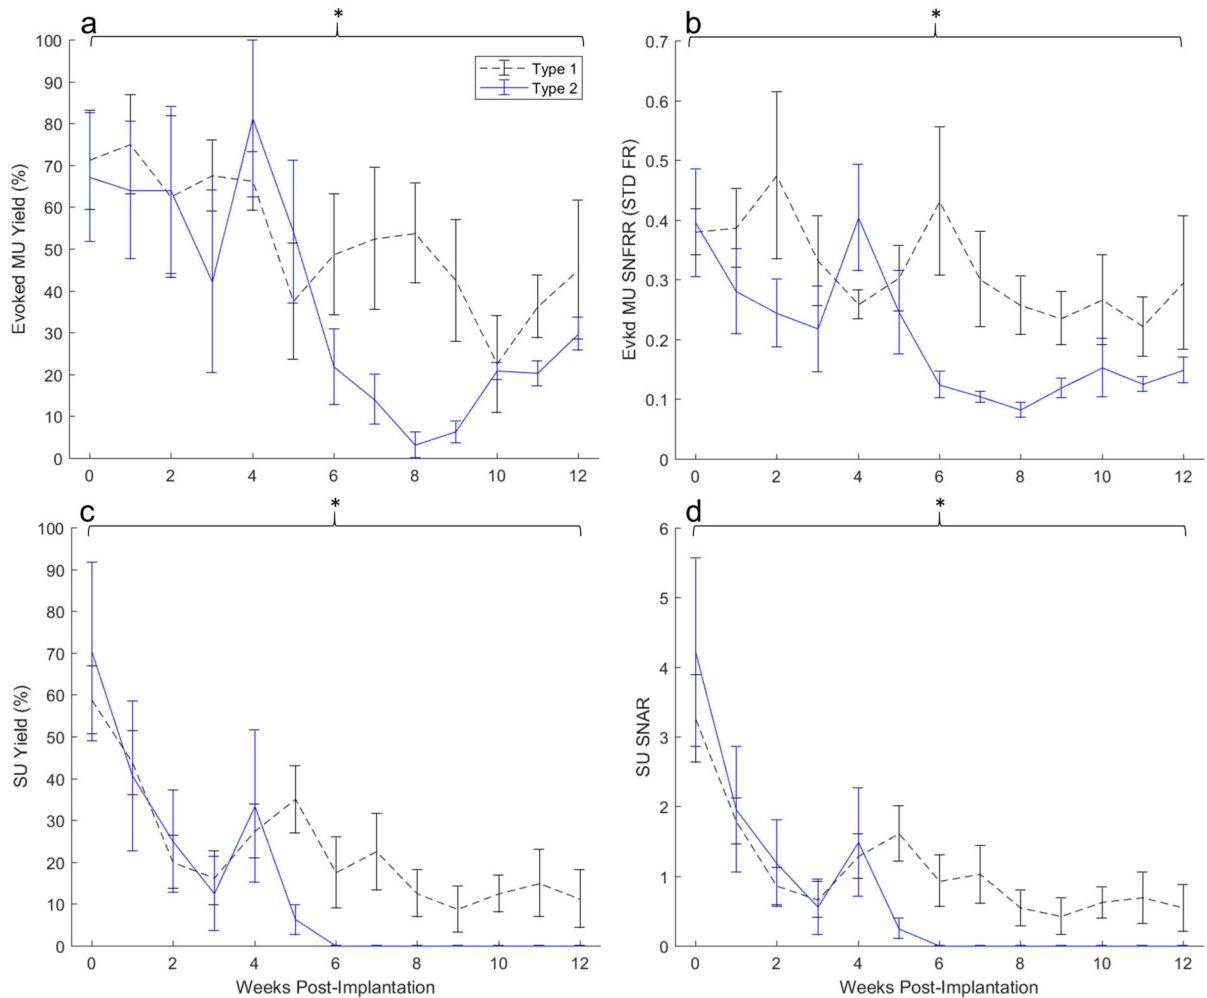 a
*
b
*
100
90
80
70
60
50
40
30
20
10
0
Evoked MU Yield (%)
Type 1
Type 2
0 2 4 6 8 10 12
0.7
0.6
0.5
0.4
0.3
0.2
0.1
0
Evkd MU SNFRR (STD FR)
0 2 4 6 8 10 12
c
*
d
*
100
90
80
70
60
50
40
30
20
10
0
SU Yield (%)
0 2 4 6 8 10 12
Weeks Post-Implantation
6
5
4
3
2
1
0
SU SNAR
0 2 4 6 8 10 12
Weeks Post-Implantation